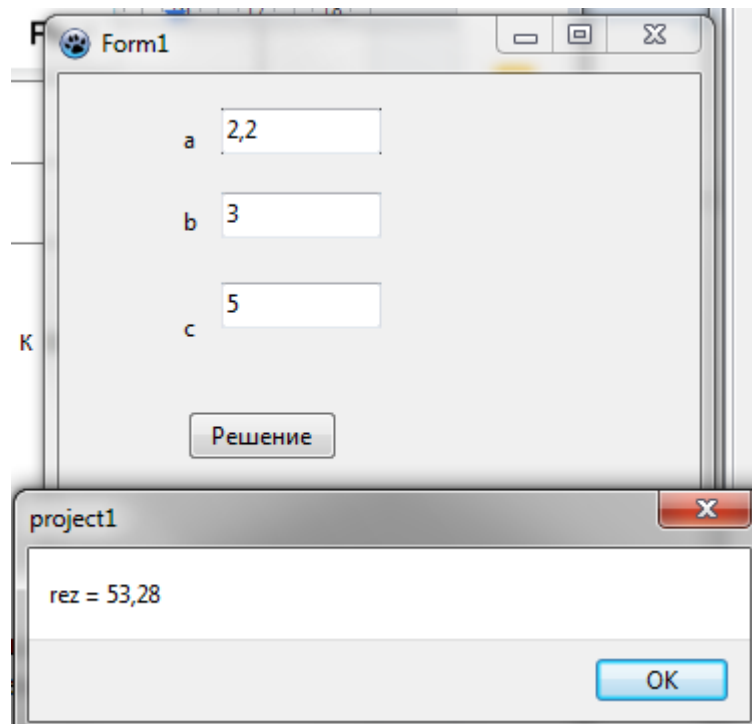 F
Form1
a 2,2
b 3
c 5
К
Решение
project1
rez = 53,28
OK